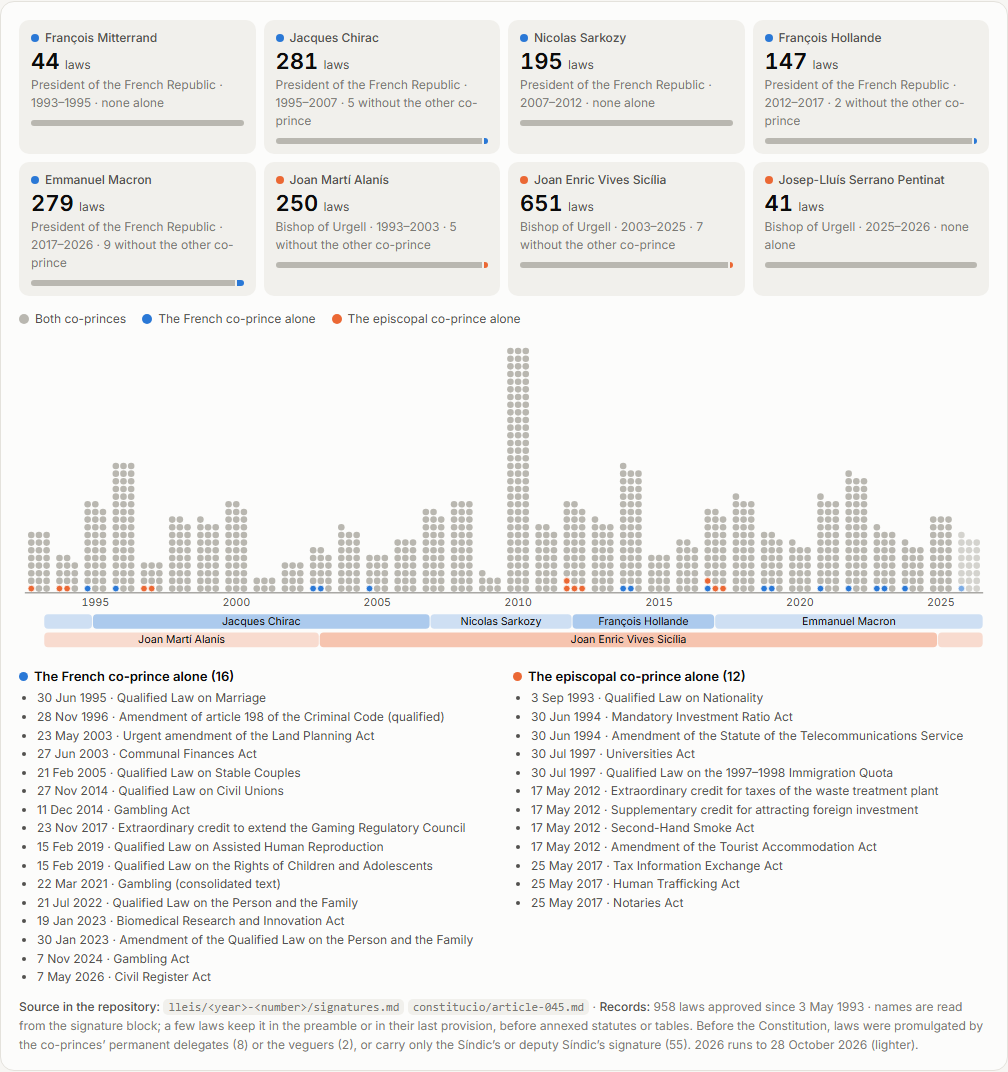 François Mitterrand
44 laws
President of the French Republic ·
1993–1995 · none alone
Jacques Chirac
281 laws
President of the French Republic ·
1995–2007 · 5 without the other co-
prince
Nicolas Sarkozy
195 laws
President of the French Republic ·
2007–2012 · none alone
François Hollande
147 laws
President of the French Republic ·
2012–2017 · 2 without the other co-
prince
Emmanuel Macron
279 laws
President of the French Republic ·
2017–2026 · 9 without the other co-
prince
Joan Martí Alanís
250 laws
Bishop of Urgell · 1993–2003 · 5
without the other co-prince
Joan Enric Vives Sicília
651 laws
Bishop of Urgell · 2003–2025 · 7
without the other co-prince
Josep-Lluís Serrano Pentinat
41 laws
Bishop of Urgell · 2025–2026 · none
alone
Both co-princes The French co-prince alone The episcopal co-prince alone
1995 2000 2005 2010 2015 2020 2025
Jacques Chirac Nicolas Sarkozy François Hollande Emmanuel Macron
Joan Martí Alanís Joan Enric Vives Sicília
The French co-prince alone (16)
• 30 Jun 1995 · Qualified Law on Marriage
• 28 Nov 1996 · Amendment of article 198 of the Criminal Code (qualified)
• 23 May 2003 · Urgent amendment of the Land Planning Act
• 27 Jun 2003 · Communal Finances Act
• 21 Feb 2005 · Qualified Law on Stable Couples
• 27 Nov 2014 · Qualified Law on Civil Unions
• 11 Dec 2014 · Gambling Act
• 23 Nov 2017 · Extraordinary credit to extend the Gaming Regulatory Council
• 15 Feb 2019 · Qualified Law on Assisted Human Reproduction
• 15 Feb 2019 · Qualified Law on the Rights of Children and Adolescents
• 22 Mar 2021 · Gambling (consolidated text)
• 21 Jul 2022 · Qualified Law on the Person and the Family
• 19 Jan 2023 · Biomedical Research and Innovation Act
• 30 Jan 2023 · Amendment of the Qualified Law on the Person and the Family
• 7 Nov 2024 · Gambling Act
• 7 May 2026 · Civil Register Act
The episcopal co-prince alone (12)
• 3 Sep 1993 · Qualified Law on Nationality
• 30 Jun 1994 · Mandatory Investment Ratio Act
• 30 Jun 1994 · Amendment of the Statute of the Telecommunications Service
• 30 Jul 1997 · Universities Act
• 30 Jul 1997 · Qualified Law on the 1997–1998 Immigration Quota
• 17 May 2012 · Extraordinary credit for taxes of the waste treatment plant
• 17 May 2012 · Supplementary credit for attracting foreign investment
• 17 May 2012 · Second-Hand Smoke Act
• 17 May 2012 · Amendment of the Tourist Accommodation Act
• 25 May 2017 · Tax Information Exchange Act
• 25 May 2017 · Human Trafficking Act
• 25 May 2017 · Notaries Act
Source in the repository: lleis/<year>-<number>/signatures.md constitucio/article-045.md · Records: 958 laws approved since 3 May 1993 · names are read
from the signature block; a few laws keep it in the preamble or in their last provision, before annexed statutes or tables. Before the Constitution, laws were promulgated by
the co-princes’ permanent delegates (8) or the veguers (2), or carry only the Síndic’s or deputy Síndic’s signature (55). 2026 runs to 28 October 2026 (lighter).